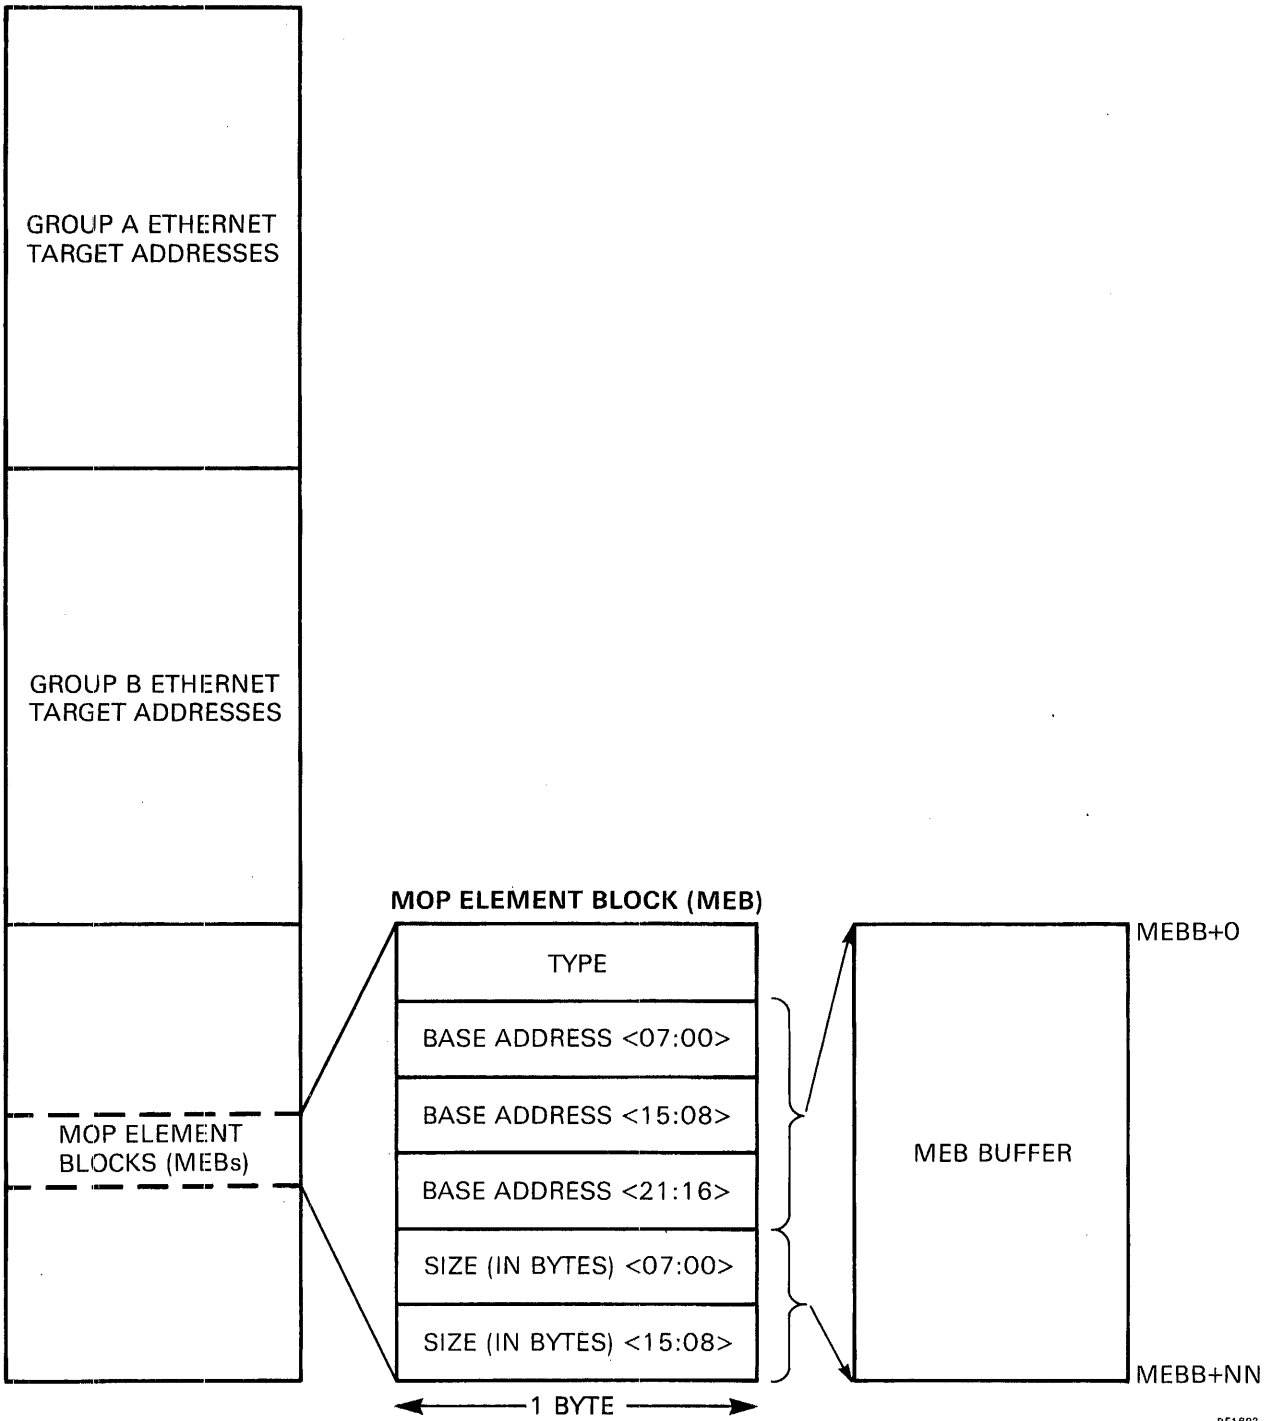 GROUP A ETHERNET
TARGET ADDRESSES
GROUP B ETHERNET
TARGET ADDRESSES
MOP ELEMENT
BLOCKS (MEBs)
MOP ELEMENT BLOCK (MEB)
TYPE
BASE ADDRESS <07:00>
BASE ADDRESS <15:08>
BASE ADDRESS <21:16>
SIZE (IN BYTES) <07:00>
SIZE (IN BYTES) <15:08>
1 BYTE
MEBB+0
MEB BUFFER
MEBB+NN